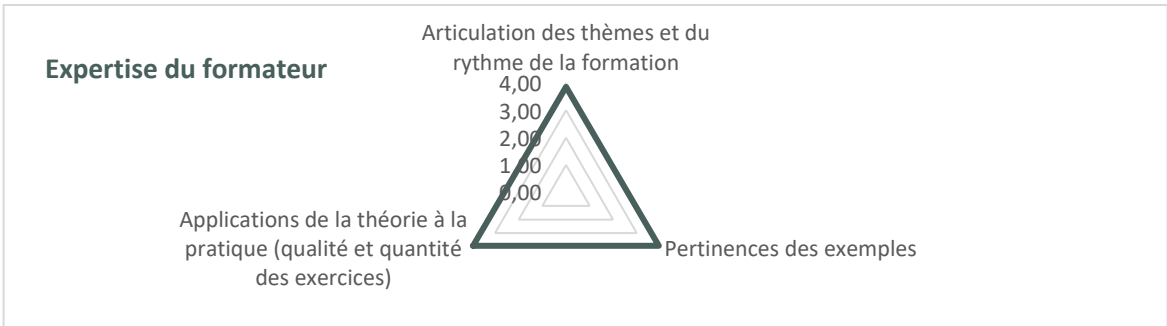 Expertise du formateur
Articulation des thèmes et du
rythme de la formation
4,00
3,00
2,00
1,00
0,00
Applications de la théorie à la
pratique (qualité et quantité
des exercices)
Pertinences des exemples